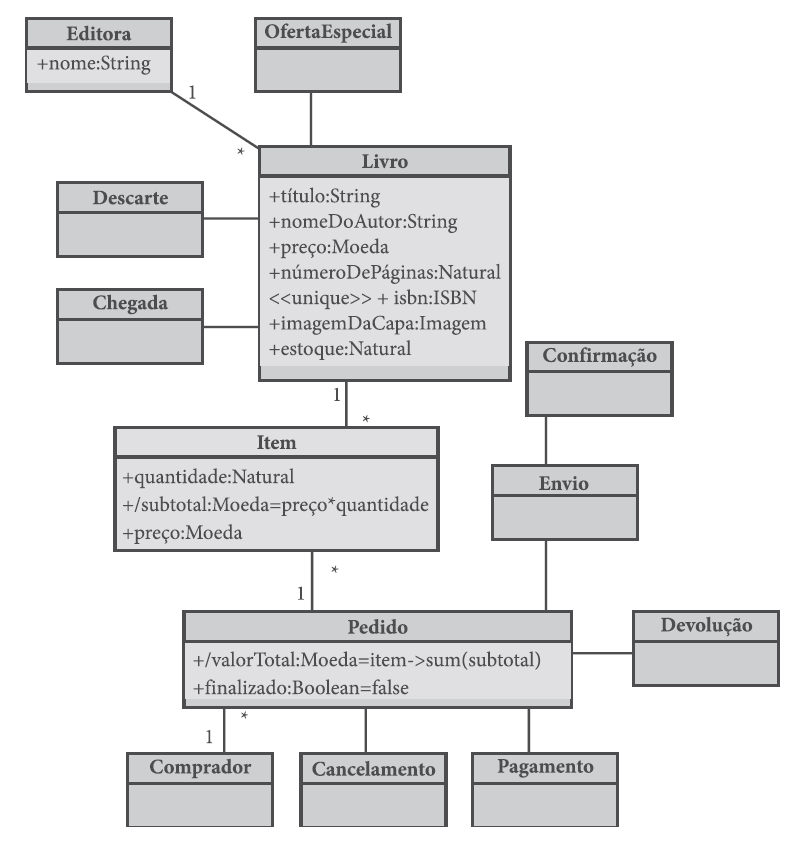 Editora
+nome:String
OfertaEspecial
1
*
Livro
+título:String
+nomeDoAutor:String
+preço:Moeda
+númeroDePáginas:Natural
<<unique>> + isbn:ISBN
+imagemDaCapa:Imagem
+estoque:Natural
Descarte
Chegada
1
*
Confirmação
Item
+quantidade:Natural
+/subtotal:Moeda=preço*quantidade
+preço:Moeda
Envio
*
1
Pedido
+/valorTotal:Moeda=item->sum(subtotal)
+finalizado:Boolean=false
Devolução
*
1
Comprador
Cancelamento
Pagamento